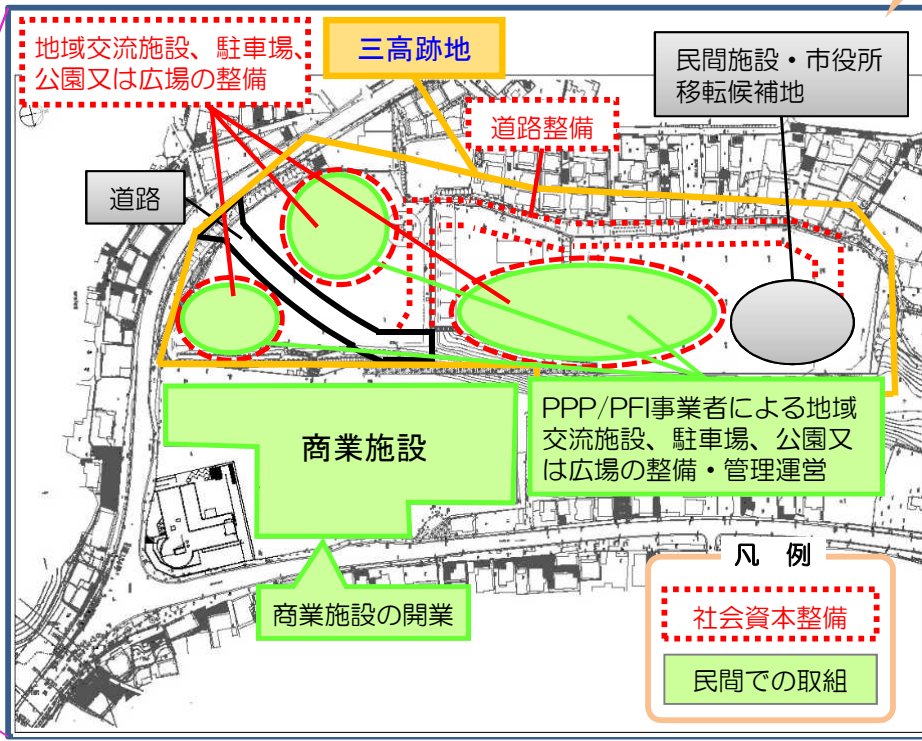 地域交流施設、駐車場、
公園又は広場の整備
三高跡地
民間施設・市役所
移転候補地
道路整備
道路
商業施設
PPP/PFI事業者による地域
交流施設、駐車場、公園又
は広場の整備・管理運営
商業施設の開業
凡 例
社会資本整備
民間での取組